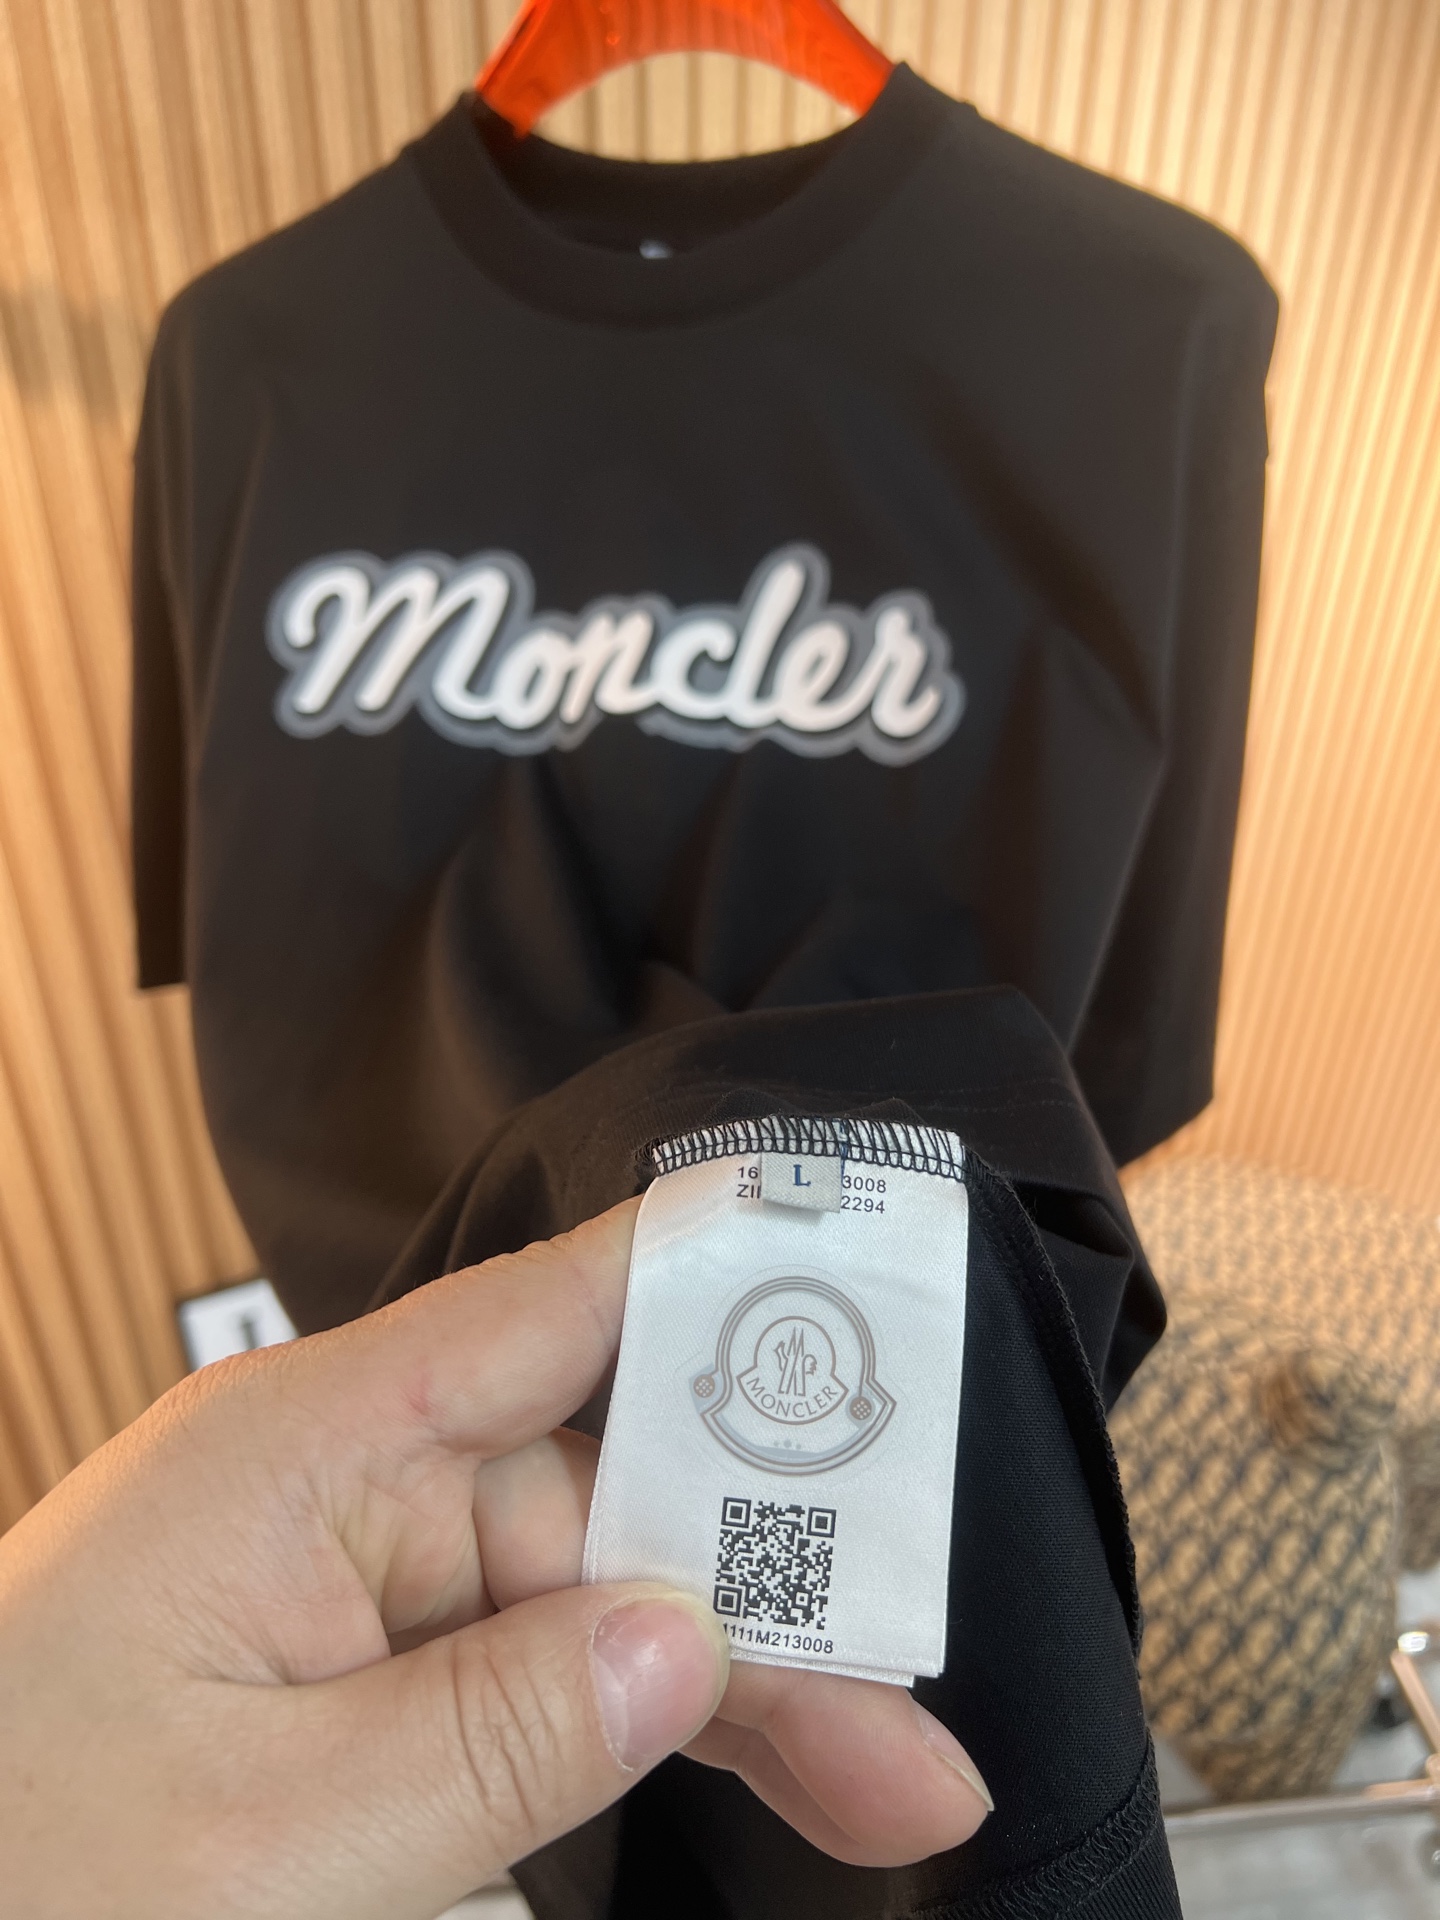 Moncler
16
L
3008
ZI
2294
MONCLER
1111M213008